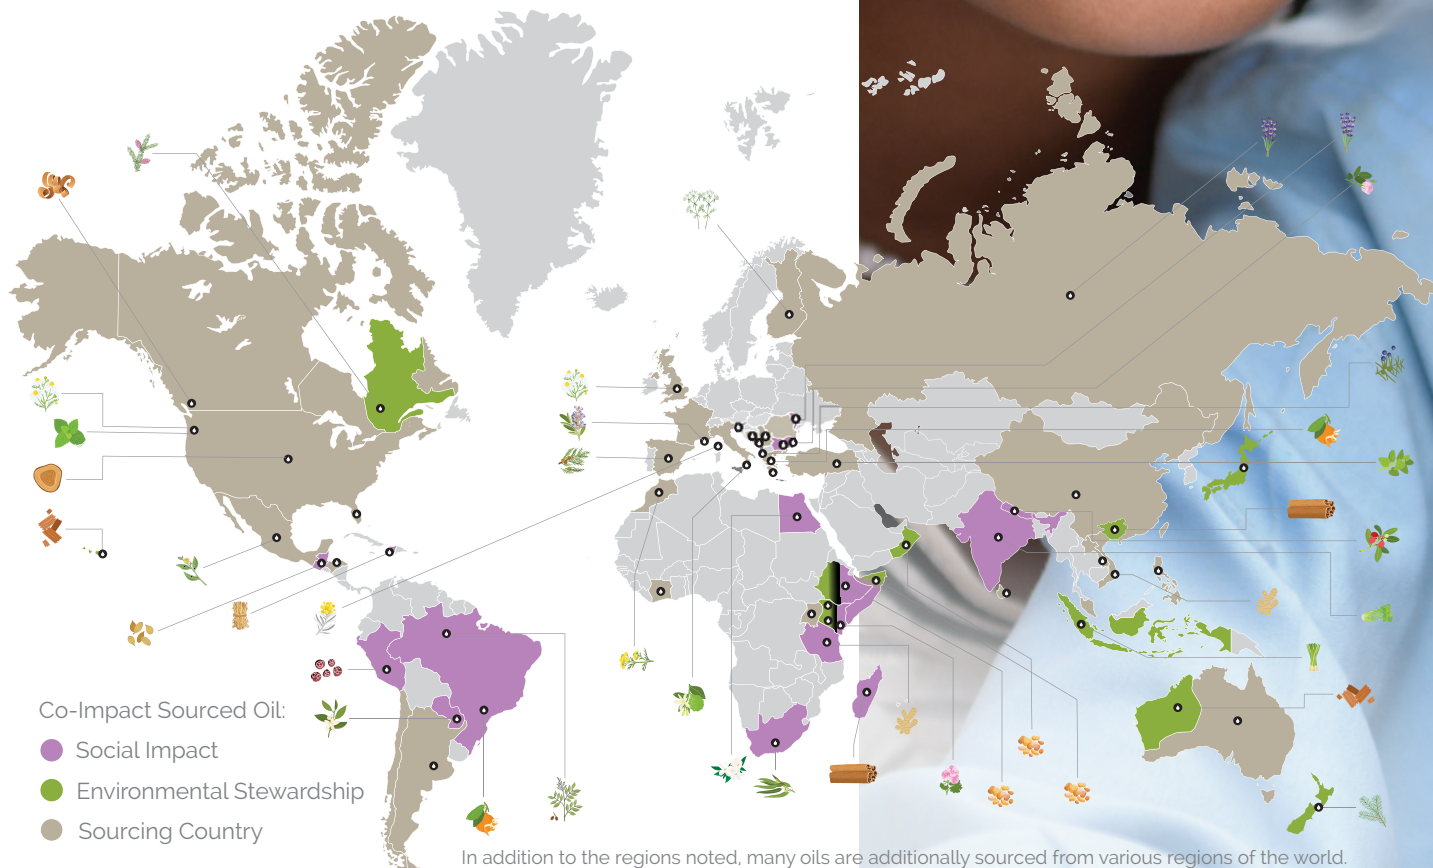 Co-Impact Sourced Oil:
Social Impact
Environmental Stewardship
Sourcing Country
In addition to the regions noted, many oils are additionally sourced from various regions of the world.